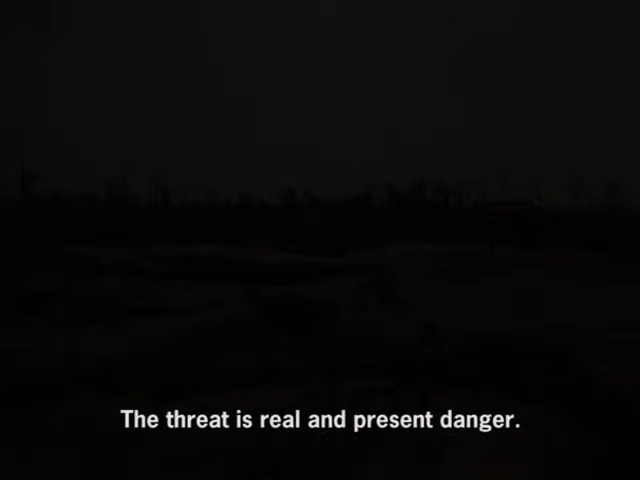 The threat is real and present danger.